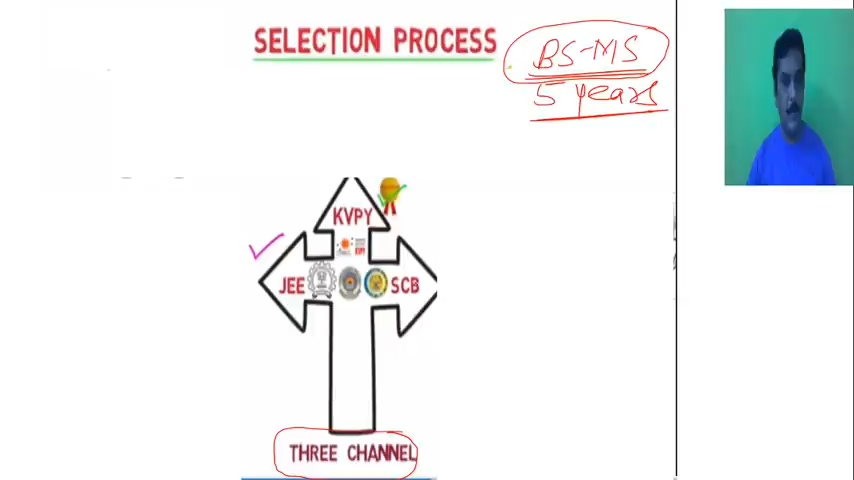 SELECTION PROCESS
BS-MS
5 years
KVPY
JEE
SCB
THREE CHANNEL